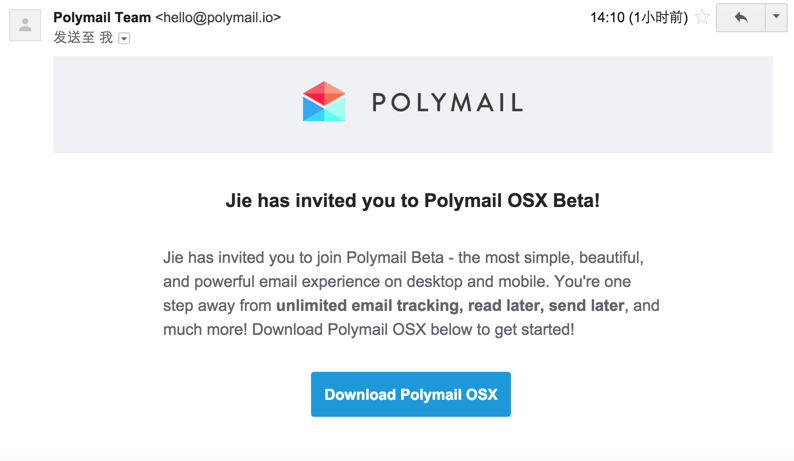 Polymail Team <hello@polymail.io> 14:10 (1小时前)
发送至 我
POLYMAIL
Jie has invited you to Polymail OSX Beta!
Jie has invited you to join Polymail Beta - the most simple, beautiful,
and powerful email experience on desktop and mobile. You're one
step away from unlimited email tracking, read later, send later, and
much more! Download Polymail OSX below to get started!
Download Polymail OSX